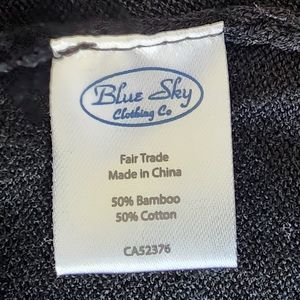 Blue Sky
Clothing Co
Fair Trade
Made in China
50% Bamboo
50% Cotton
CA52376